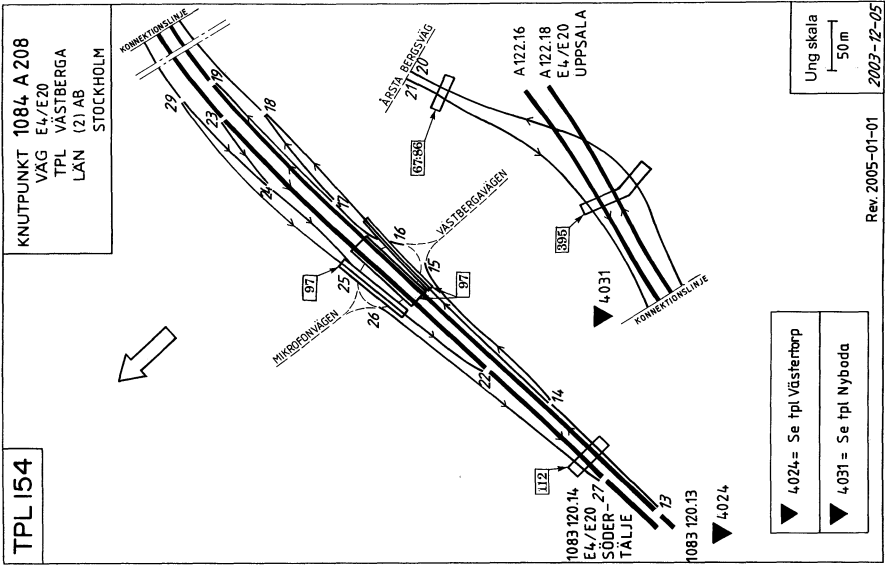 TPL 154
KNUTPUNKT 1084 A 208
VÄG E4/E20
TPL VÄSTBERGA
LÄN (2) AB
STOCKHOLM
KONNEKTIONSLINJE
29
19
23
18
24
17
16
97
25
15
26
97
MIKROFONVÄGEN
VÄSTBERGAVÄGEN
22
14
112
27
13
1083 120.14
E4/E20
SÖDER-
TÄLJE
1083 120.13
4024
ÅRSTA BERGSVÄG
20
21
6786
A 122.16
A 122.18
E4/E20
UPPSALA
395
4031
KONNEKTIONSLINJE
4024 = Se tpl Västertorp
4031 = Se tpl Nyboda
Ung skala
50 m
2003-12-05
Rev. 2005-01-01